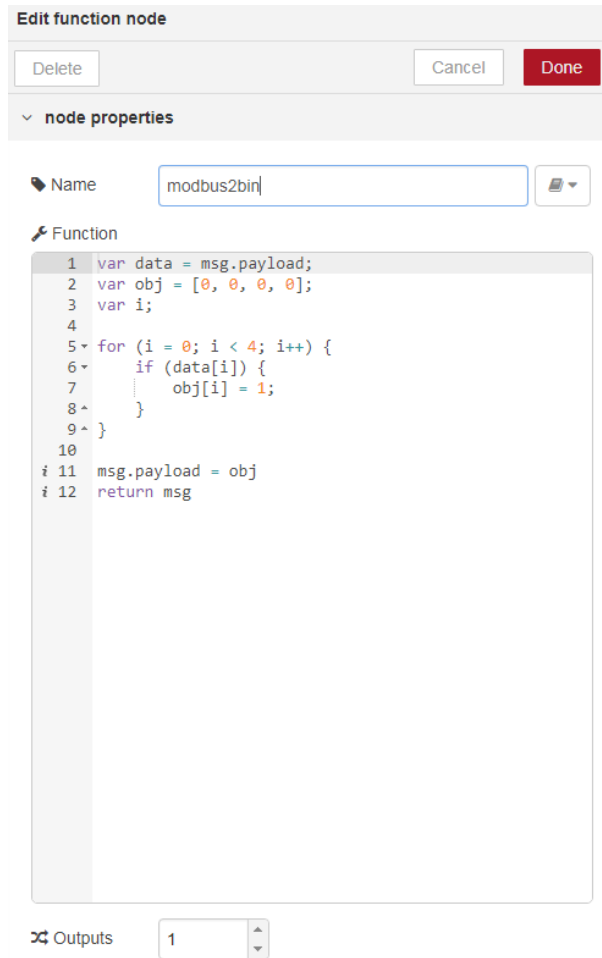 Edit function node
Delete Cancel Done
node properties
Name modbus2bin
Function
1 var data = msg.payload;
2 var obj = [0, 0, 0, 0];
3 var i;
4
5 for (i = 0; i < 4; i++) {
6 if (data[i]) {
7 obj[i] = 1;
8 }
9 }
10
i 11 msg.payload = obj
i 12 return msg
Outputs 1